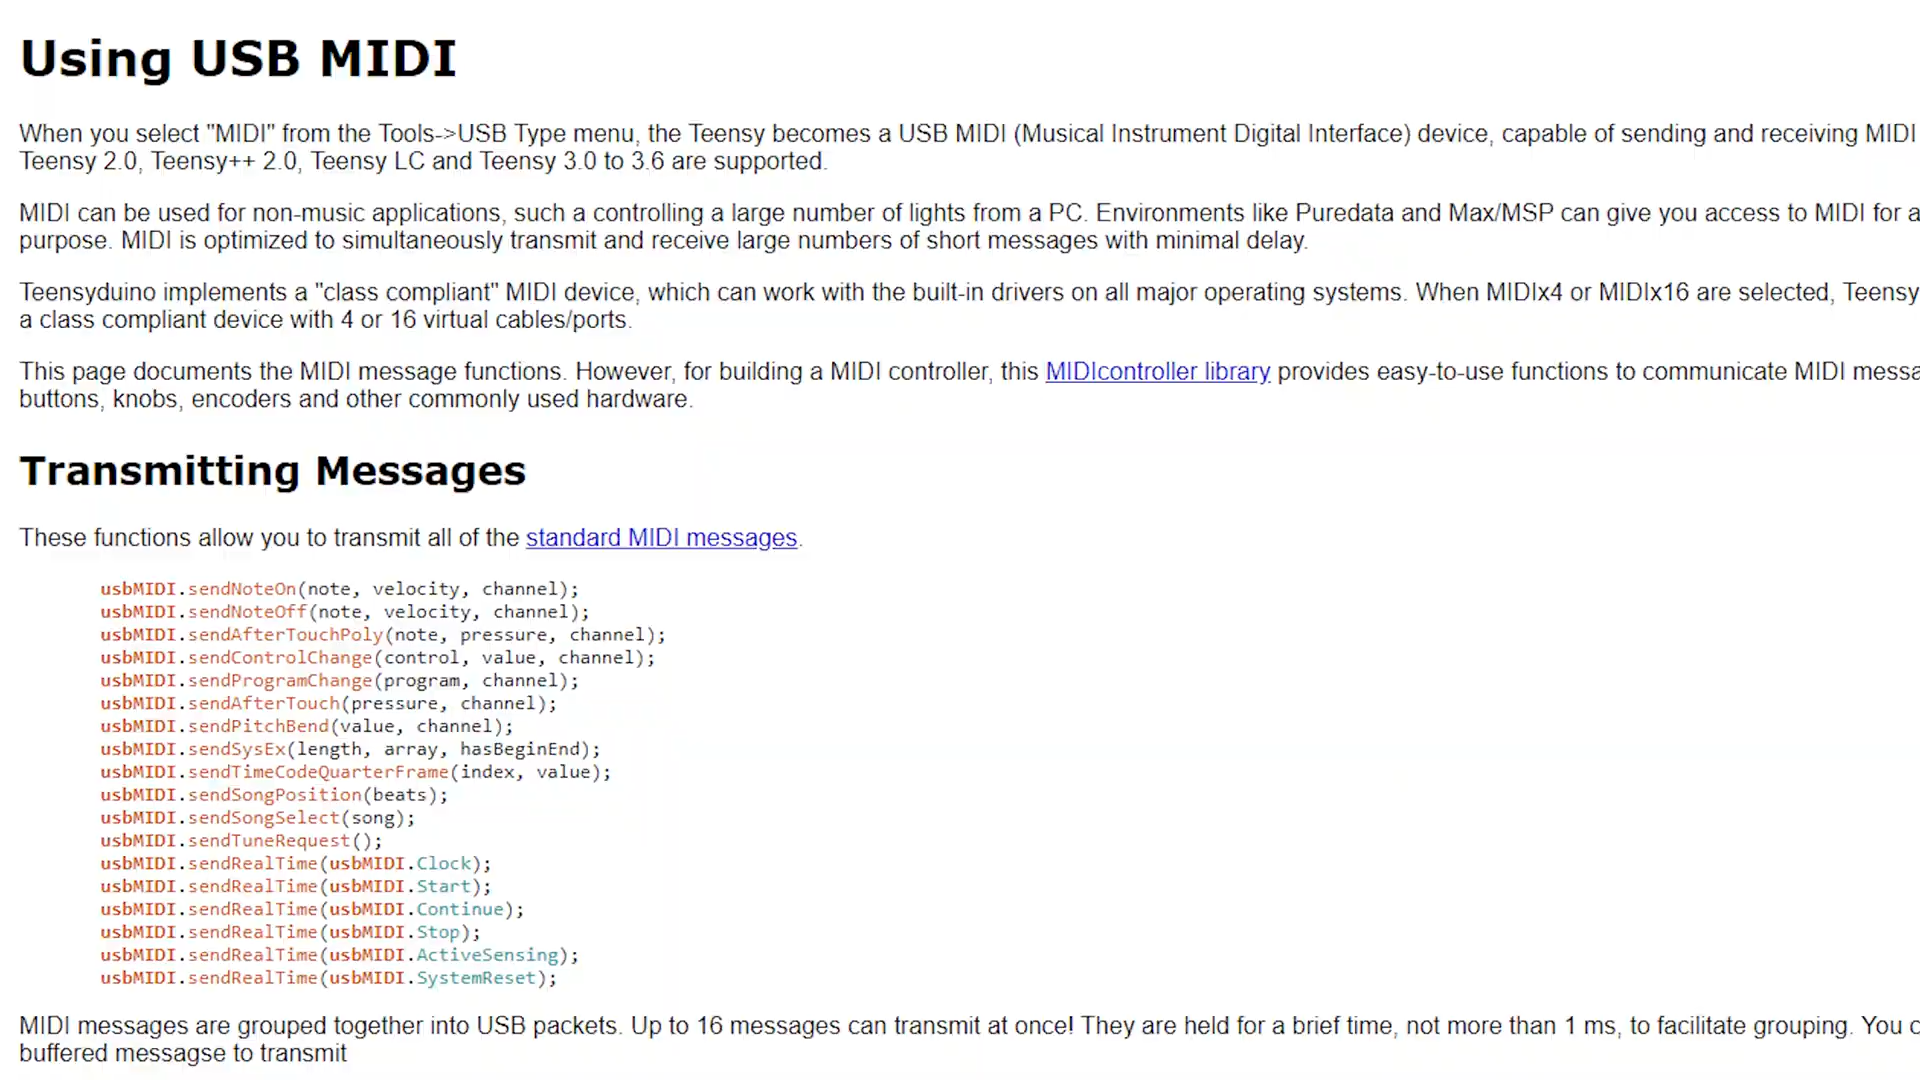 Using USB MIDI
When you select "MIDI" from the Tools->USB Type menu, the Teensy becomes a USB MIDI (Musical Instrument Digital Interface) device, capable of sending and receiving MIDI
Teensy 2.0, Teensy++ 2.0, Teensy LC and Teensy 3.0 to 3.6 are supported.
MIDI can be used for non-music applications, such a controlling a large number of lights from a PC. Environments like Puredata and Max/MSP can give you access to MIDI for a
purpose. MIDI is optimized to simultaneously transmit and receive large numbers of short messages with minimal delay.
Teensyduino implements a "class compliant" MIDI device, which can work with the built-in drivers on all major operating systems. When MIDIx4 or MIDIx16 are selected, Teensy
a class compliant device with 4 or 16 virtual cables/ports.
This page documents the MIDI message functions. However, for building a MIDI controller, this MIDIcontroller library provides easy-to-use functions to communicate MIDI messa
buttons, knobs, encoders and other commonly used hardware.
Transmitting Messages
These functions allow you to transmit all of the standard MIDI messages.
usbMIDI.sendNoteOn(note, velocity, channel);
usbMIDI.sendNoteOff(note, velocity, channel);
usbMIDI.sendAfterTouchPoly(note, pressure, channel);
usbMIDI.sendControlChange(control, value, channel);
usbMIDI.sendProgramChange(program, channel);
usbMIDI.sendAfterTouch(pressure, channel);
usbMIDI.sendPitchBend(value, channel);
usbMIDI.sendSysEx(length, array, hasBeginEnd);
usbMIDI.sendTimeCodeQuarterFrame(index, value);
usbMIDI.sendSongPosition(beats);
usbMIDI.sendSongSelect(song);
usbMIDI.sendTuneRequest();
usbMIDI.sendRealTime(usbMIDI.Clock);
usbMIDI.sendRealTime(usbMIDI.Start);
usbMIDI.sendRealTime(usbMIDI.Continue);
usbMIDI.sendRealTime(usbMIDI.Stop);
usbMIDI.sendRealTime(usbMIDI.ActiveSensing);
usbMIDI.sendRealTime(usbMIDI.SystemReset);
MIDI messages are grouped together into USB packets. Up to 16 messages can transmit at once! They are held for a brief time, not more than 1 ms, to facilitate grouping. You c
buffered messagse to transmit